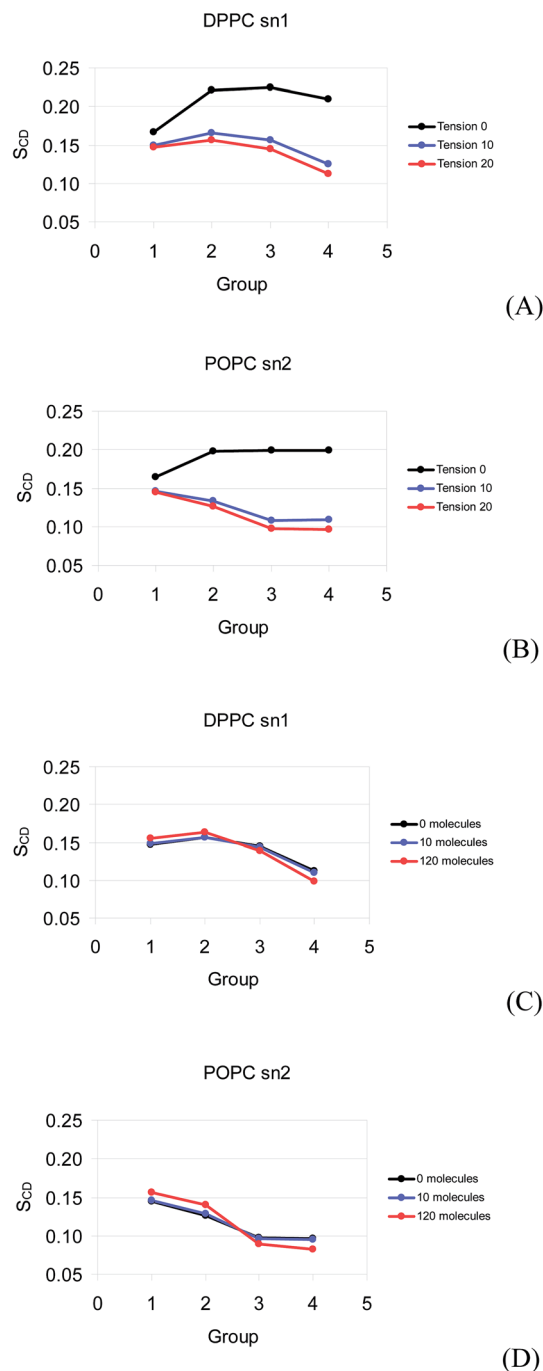 DPPC sn1
0.25
0.20
0.15
0.10
0.05
SCD
0 1 2 3 4 5
Group
Tension 0
Tension 10
Tension 20
(A)
POPC sn2
0.25
0.20
0.15
0.10
0.05
SCD
0 1 2 3 4 5
Group
Tension 0
Tension 10
Tension 20
(B)
DPPC sn1
0.25
0.20
0.15
0.10
0.05
SCD
0 1 2 3 4 5
Group
0 molecules
10 molecules
120 molecules
(C)
POPC sn2
0.25
0.20
0.15
0.10
0.05
SCD
0 1 2 3 4 5
Group
0 molecules
10 molecules
120 molecules
(D)